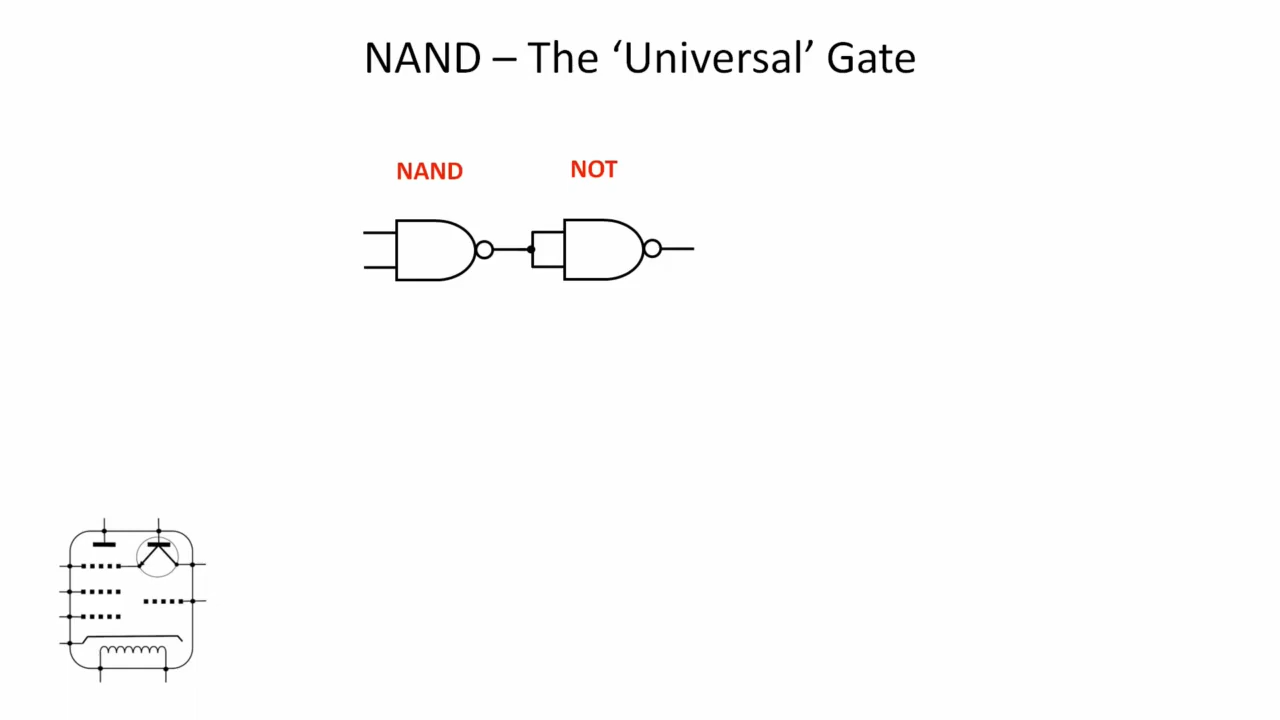 NAND – The ‘Universal’ Gate
NAND
NOT